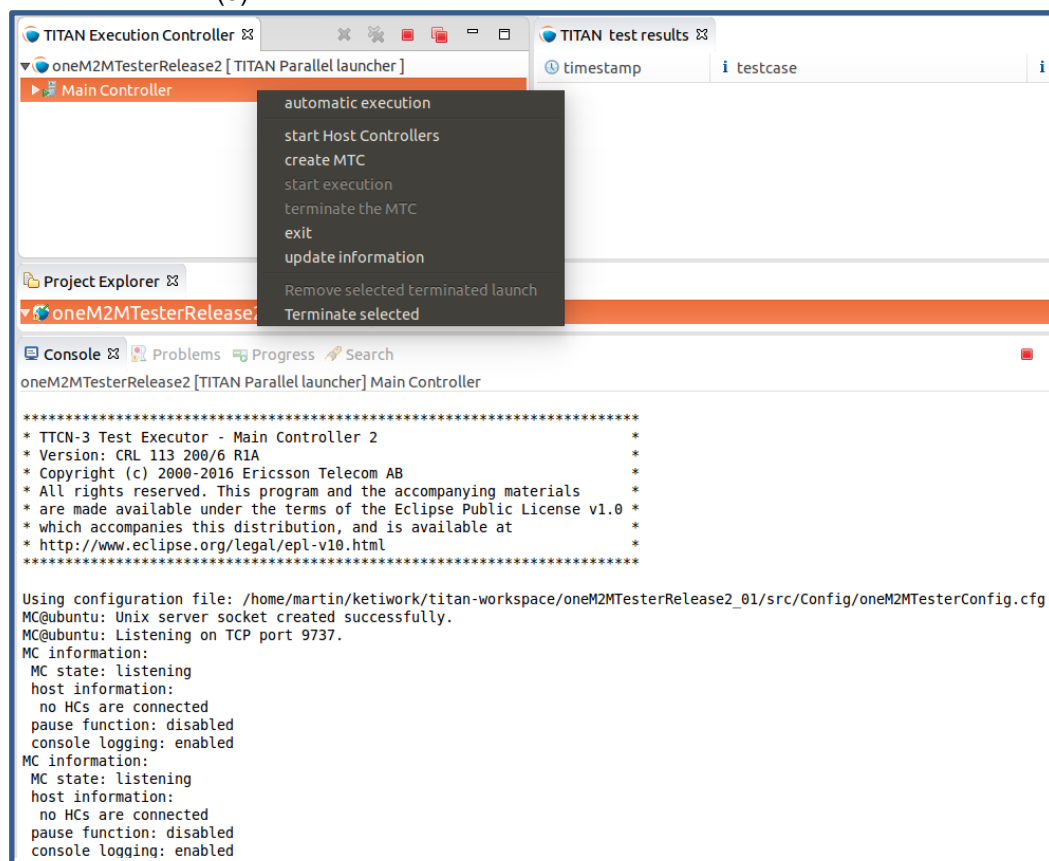 (3)
TITAN Execution Controller
TITAN test results
oneM2MTesterRelease2 [ TITAN Parallel launcher ]
timestamp
i testcase
i
Main Controller
automatic execution
start Host Controllers
create MTC
start execution
terminate the MTC
exit
update information
Remove selected terminated launch
Terminate selected
Project Explorer
oneM2MTesterRelease2
Console Problems Progress Search
oneM2MTesterRelease2 [TITAN Parallel launcher] Main Controller
*************************************************************************
* TTCN-3 Test Executor - Main Controller 2 *
* Version: CRL 113 200/6 R1A *
* Copyright (c) 2000-2016 Ericsson Telecom AB *
* All rights reserved. This program and the accompanying materials *
* are made available under the terms of the Eclipse Public License v1.0 *
* which accompanies this distribution, and is available at *
* http://www.eclipse.org/legal/epl-v10.html *
*************************************************************************
Using configuration file: /home/martin/ketiwork/titan-workspace/oneM2MTesterRelease2_01/src/Config/oneM2MTesterConfig.cfg
MC@ubuntu: Unix server socket created successfully.
MC@ubuntu: Listening on TCP port 9737.
MC information:
MC state: listening
host information:
no HCs are connected
pause function: disabled
console logging: enabled
MC information:
MC state: listening
host information:
no HCs are connected
pause function: disabled
console logging: enabled